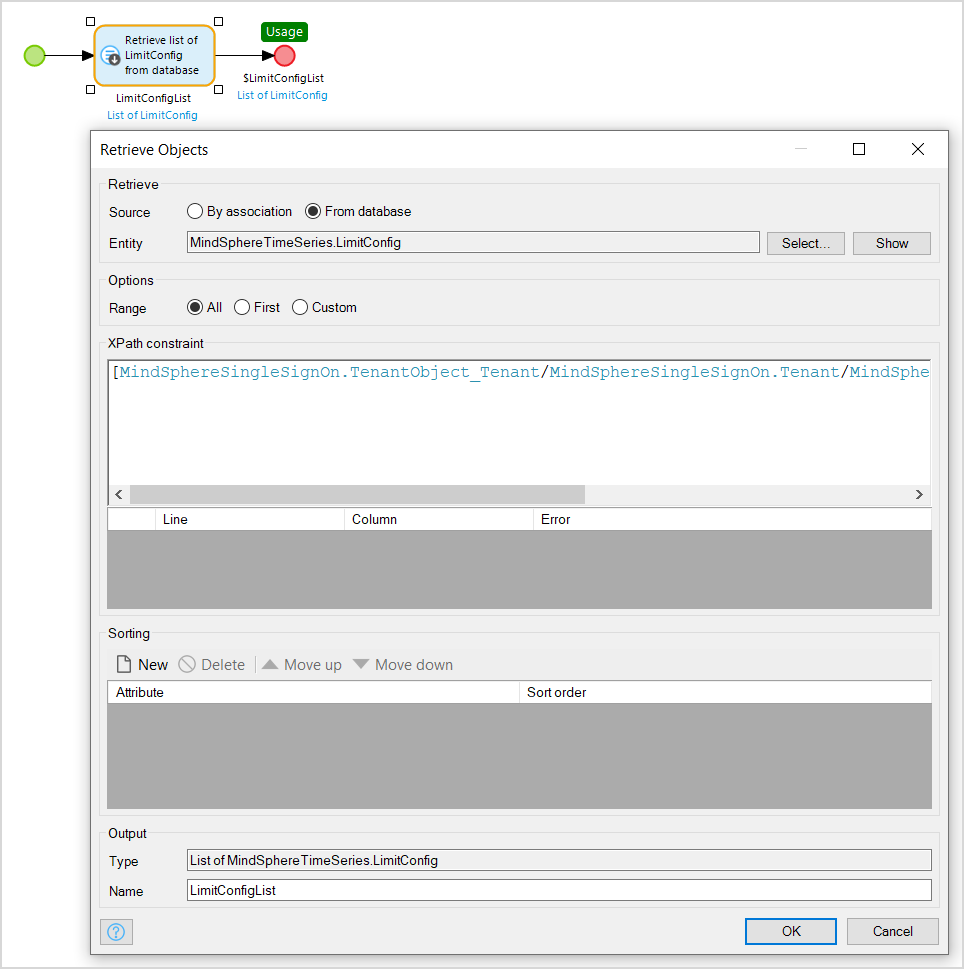 Usage
Retrieve list of
LimitConfig
from database
$LimitConfigList
List of LimitConfig
LimitConfigList
List of LimitConfig
Retrieve Objects
Retrieve
Source By association From database
Entity MindSphereTimeSeries.LimitConfig Select... Show
Options
Range All First Custom
XPath constraint
[MindSphereSingleSignOn.TenantObject_Tenant/MindSphereSingleSignOn.Tenant/MindSphe
Line Column Error
Sorting
New Delete Move up Move down
Attribute Sort order
Output
Type List of MindSphereTimeSeries.LimitConfig
Name LimitConfigList
? OK Cancel